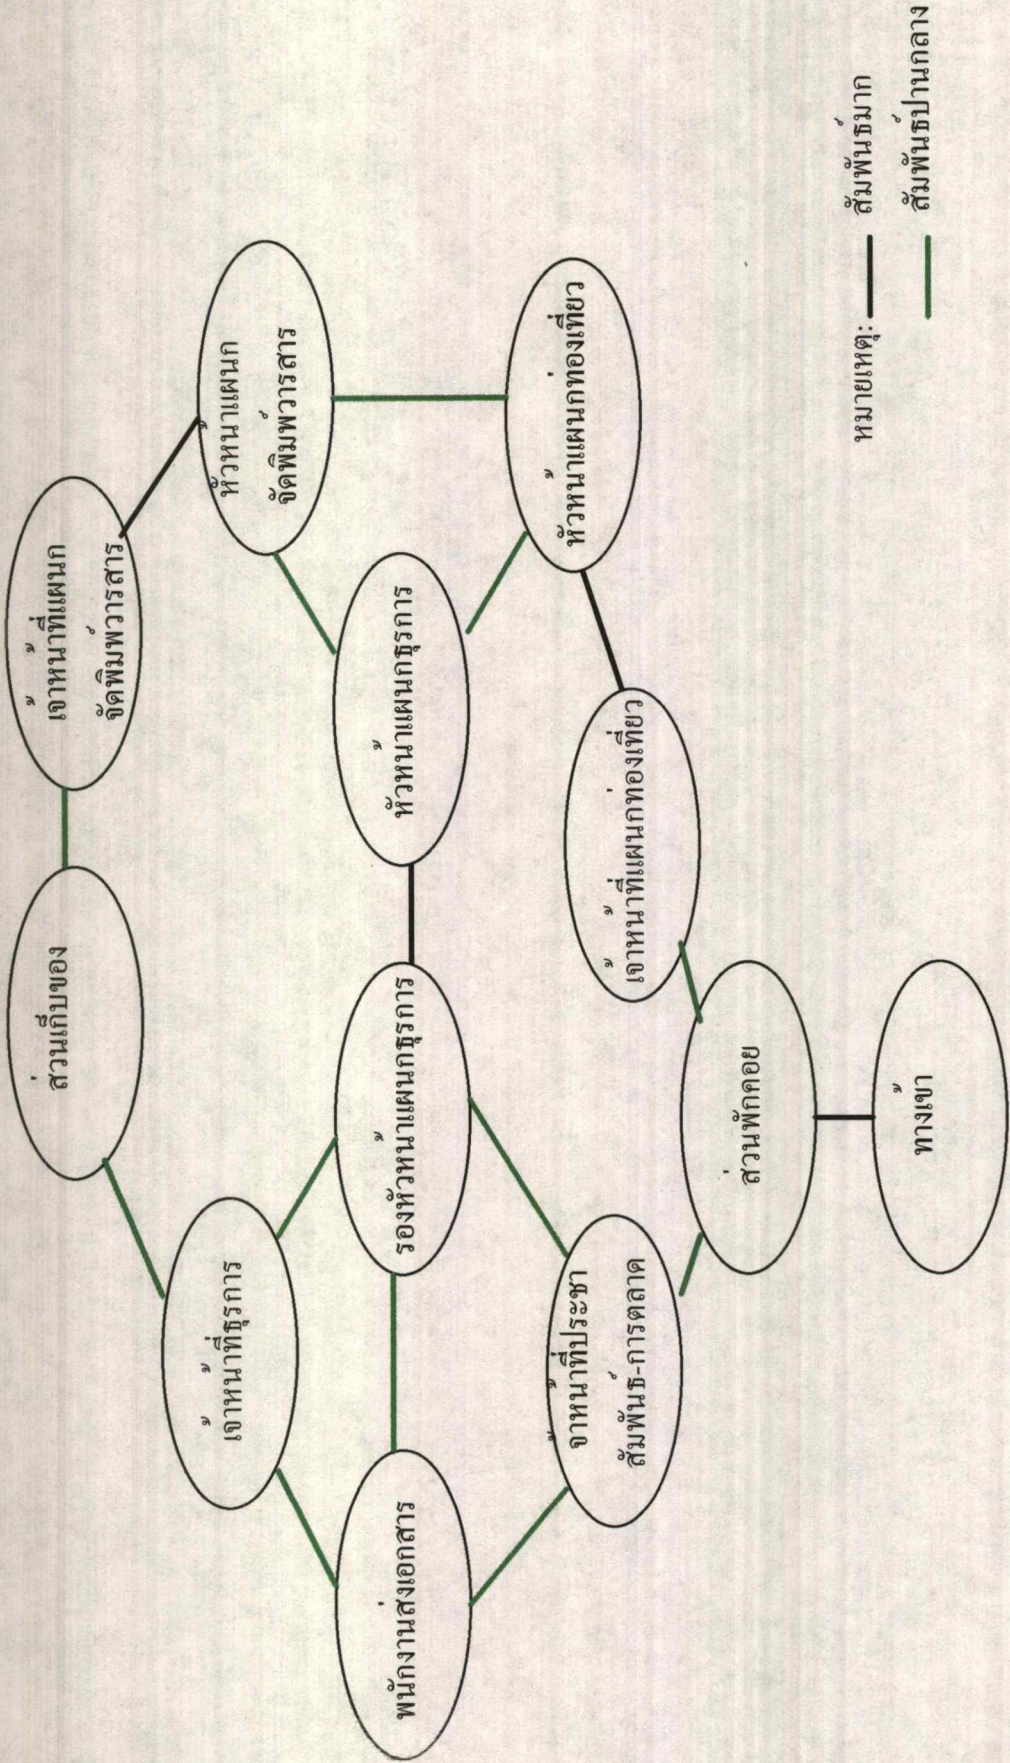 ส่วนเก็บของ
เจ้าหน้าที่แผนก
จัดพิมพ์วารสาร
เจ้าหน้าที่ธุรการ
หัวหน้าแผนก
จัดพิมพ์วารสาร
พนักงานส่งเอกสาร
รองหัวหน้าแผนกธุรการ
หัวหน้าแผนกธุรการ
จ้าหน้าที่ประชา
สัมพันธ์-การตลาด
เจ้าหน้าที่แผนกท่องเที่ยว
หัวหน้าแผนกท่องเที่ยว
ส่วนพักคอย
ทางเข้า
หมายเหตุ: สัมพันธ์มาก
สัมพันธ์ปานกลาง